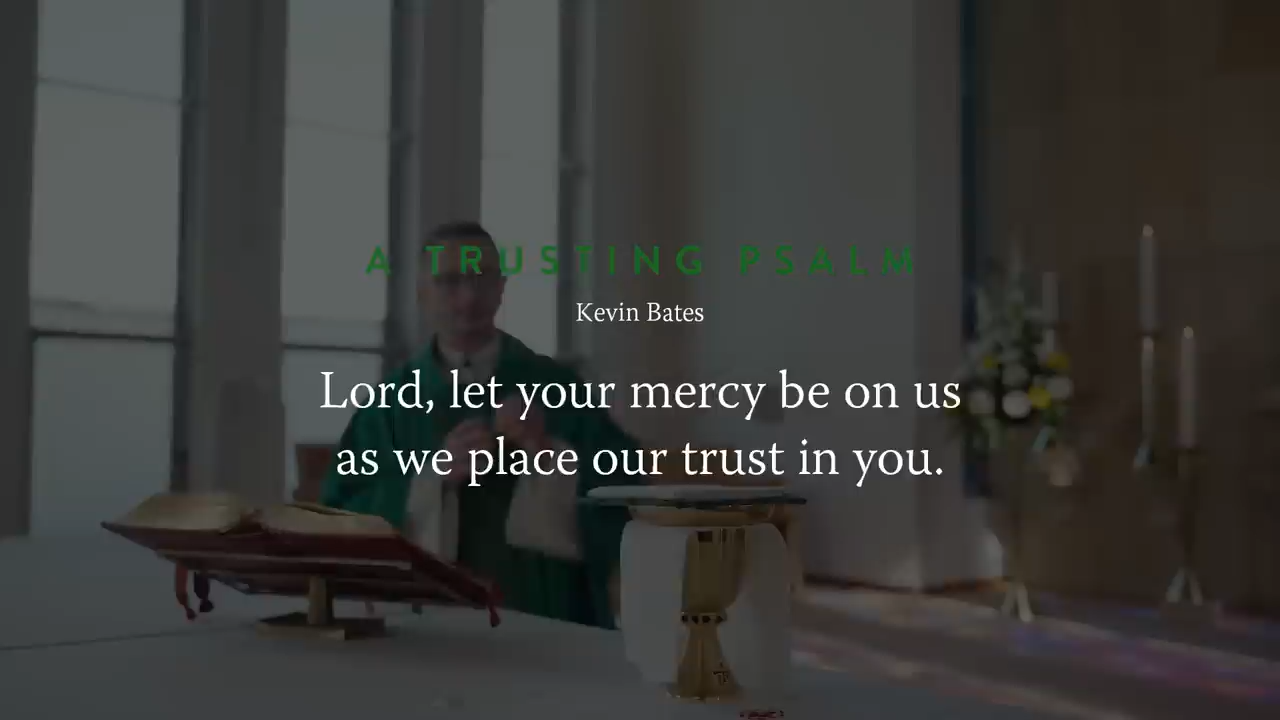 A TRUSTING PSALM
Kevin Bates
Lord, let your mercy be on us
as we place our trust in you.